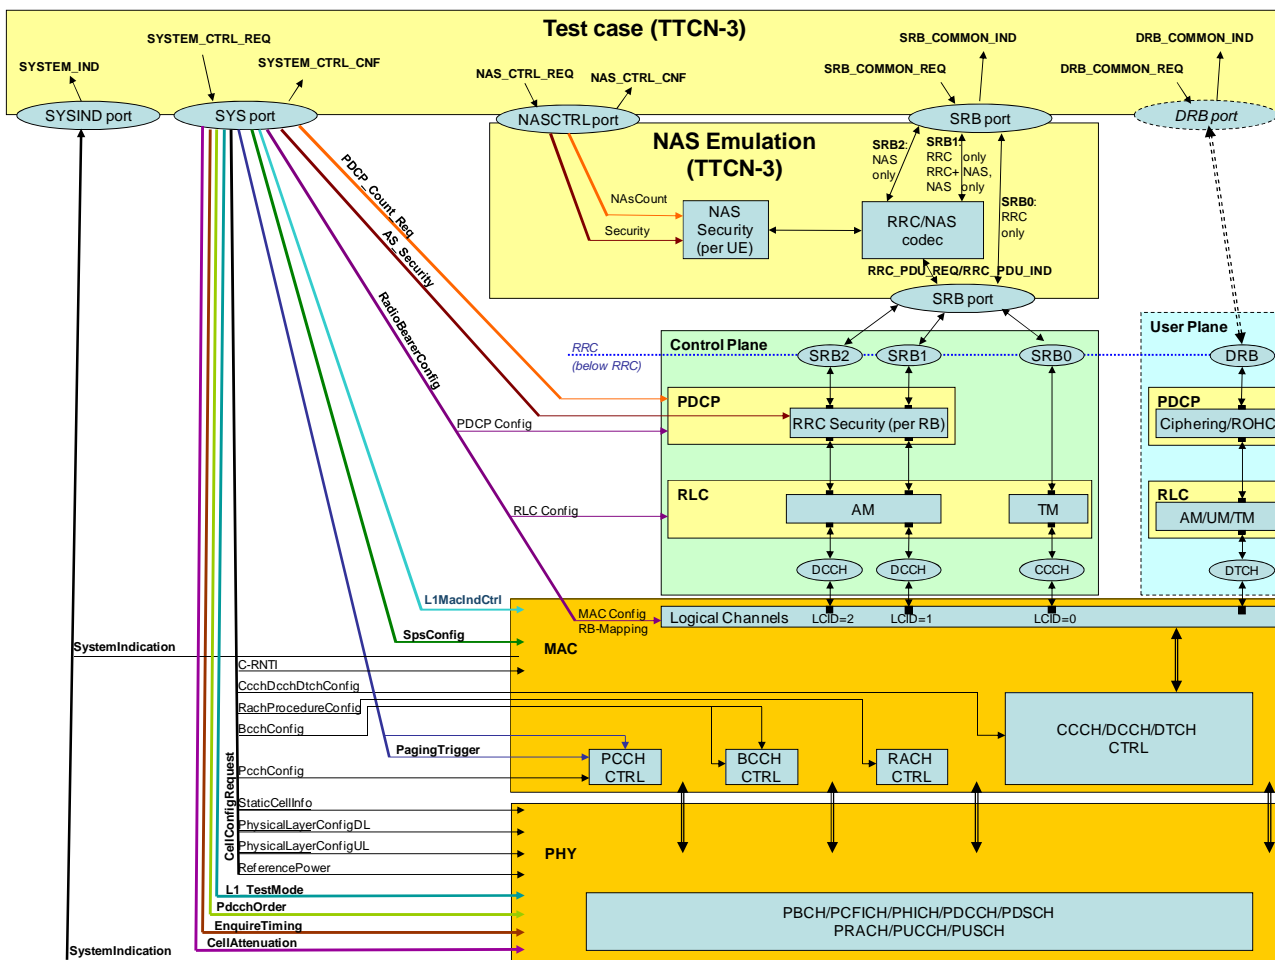 Test case (TTCN-3)
SYSTEM_CTRL_REQ
SYSTEM_IND
SYSTEM_CTRL_CNF
NAS_CTRL_REQ
NAS_CTRL_CNF
SRB_COMMON_IND
SRB_COMMON_REQ
DRB_COMMON_IND
DRB_COMMON_REQ
SYSIND port
SYS port
NASCTRL port
SRB port
DRB port
NAS Emulation
(TTCN-3)
SRB2:
NAS
only
SRB1:
RRC only
RRC+ NAS,
NAS only
SRB0:
RRC
only
NAsCount
Security
NAS
Security
(per UE)
RRC/NAS
codec
RRC_PDU_REQ/RRC_PDU_IND
SRB port
PDCP_Count_Req
AS_Security
RadioBearerConfig
Control Plane
User Plane
RRC
(below RRC)
SRB2
SRB1
SRB0
DRB
PDCP
RRC Security (per RB)
PDCP
Ciphering/ROHC
PDCP Config
RLC
AM
TM
RLC
AM/UM/TM
RLC Config
DCCH
DCCH
CCCH
DTCH
L1MacIndCtrl
MAC Config
RB-Mapping
Logical Channels
LCID=2
LCID=1
LCID=0
SpsConfig
MAC
SystemIndication
C-RNTI
CcchDcchDtchConfig
RachProcedureConfig
BcchConfig
PagingTrigger
PcchConfig
PCCH
CTRL
BCCH
CTRL
RACH
CTRL
CCCH/DCCH/DTCH
CTRL
CellConfigRequest
StaticCellInfo
PhysicalLayerConfigDL
PhysicalLayerConfigUL
ReferencePower
PHY
L1_TestMode
PdcchOrder
EnquireTiming
CellAttenuation
SystemIndication
PBCH/PCFICH/PHICH/PDCCH/PDSCH
PRACH/PUCCH/PUSCH